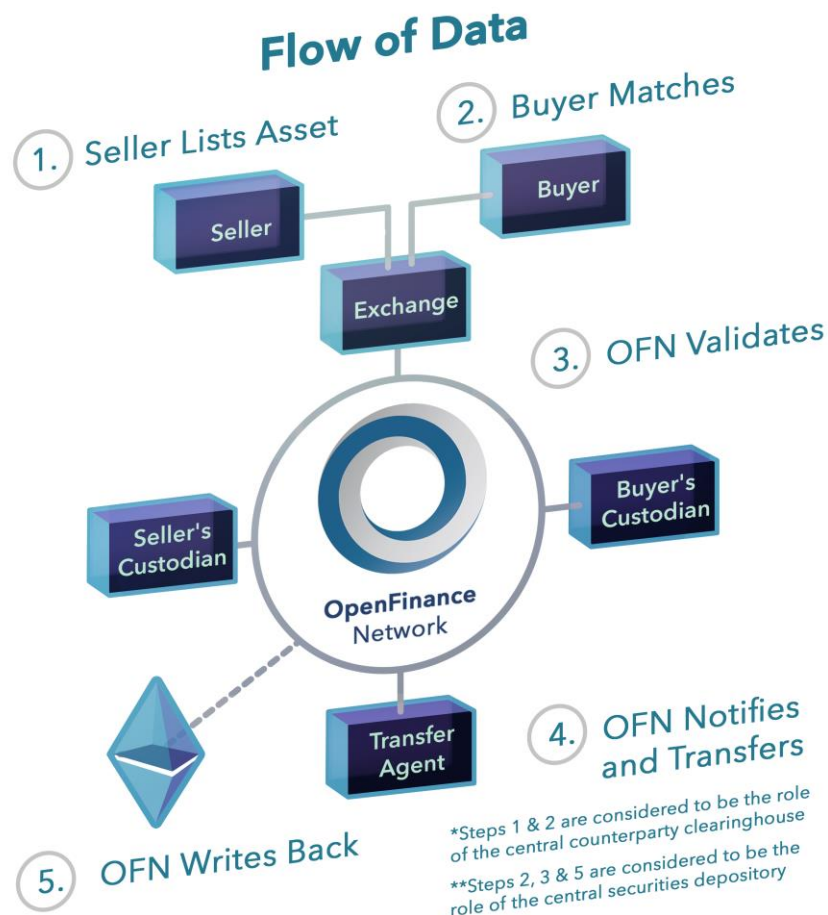 Flow of Data
1. Seller Lists Asset
2. Buyer Matches
Seller
Buyer
Exchange
3. OFN Validates
Seller's
Custodian
Buyer's
Custodian
OpenFinance
Network
Transfer
Agent
4. OFN Notifies
and Transfers
5. OFN Writes Back
*Steps 1 & 2 are considered to be the role
of the central counterparty clearinghouse
**Steps 2, 3 & 5 are considered to be the
role of the central securities depository